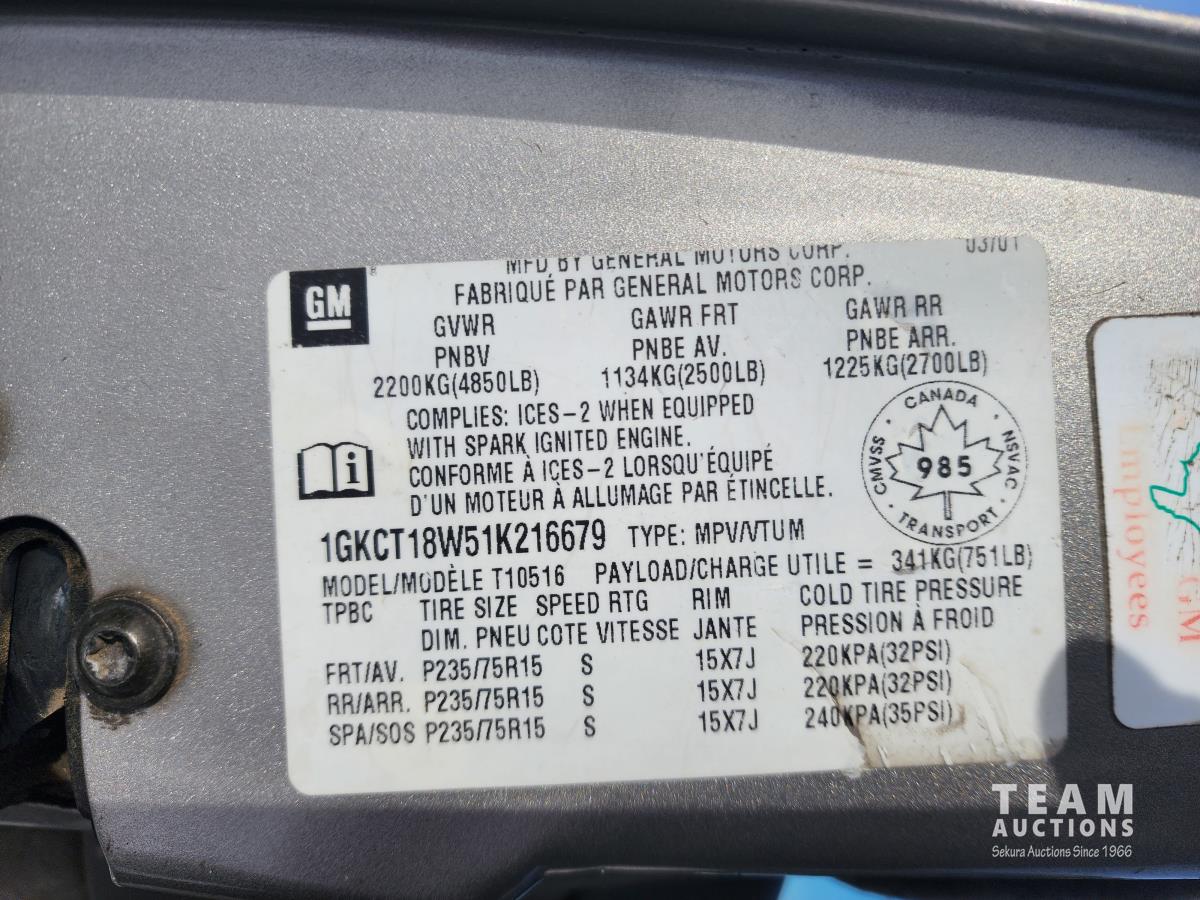 MFD BY GENERAL MOTORS CORP. 03/01
GM
FABRIQUÉ PAR GENERAL MOTORS CORP.
GVWR GAWR FRT GAWR RR
PNBV PNBE AV. PNBE ARR.
2200KG(4850LB) 1134KG(2500LB) 1225KG(2700LB)
COMPLIES: ICES-2 WHEN EQUIPPED
WITH SPARK IGNITED ENGINE.
CONFORME À ICES-2 LORSQU'ÉQUIPÉ
D'UN MOTEUR À ALLUMAGE PAR ÉTINCELLE.
i
CANADA
CMVSS 985 NSVAC
TRANSPORT
1GKCT18W51K216679 TYPE: MPV/VTUM
MODEL/MODÈLE T10516 PAYLOAD/CHARGE UTILE = 341KG(751LB)
TPBC TIRE SIZE SPEED RTG RIM COLD TIRE PRESSURE
DIM. PNEU COTE VITESSE JANTE PRESSION À FROID
FRT/AV. P235/75R15 S 15X7J 220KPA(32PSI)
RR/ARR. P235/75R15 S 15X7J 220KPA(32PSI)
SPA/SOS P235/75R15 S 15X7J 240KPA(35PSI)
GM
Employees
TEAM
AUCTIONS
Sekura Auctions Since 1966